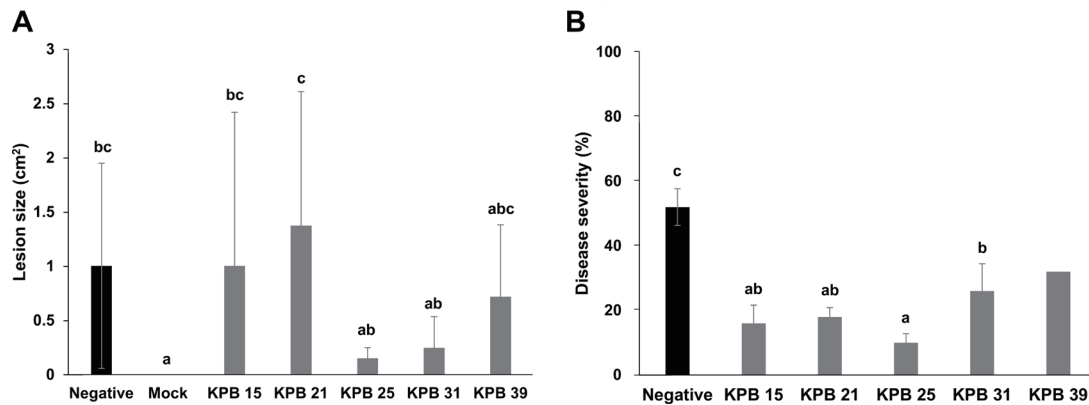 A
Lesion size (cm²)
3
2.5
2
1.5
1
0.5
0
bc
a
bc
c
ab
ab
abc
Negative Mock KPB 15 KPB 21 KPB 25 KPB 31 KPB 39
B
Disease severity (%)
100
80
60
40
20
0
c
ab
ab
a
b
Negative KPB 15 KPB 21 KPB 25 KPB 31 KPB 39